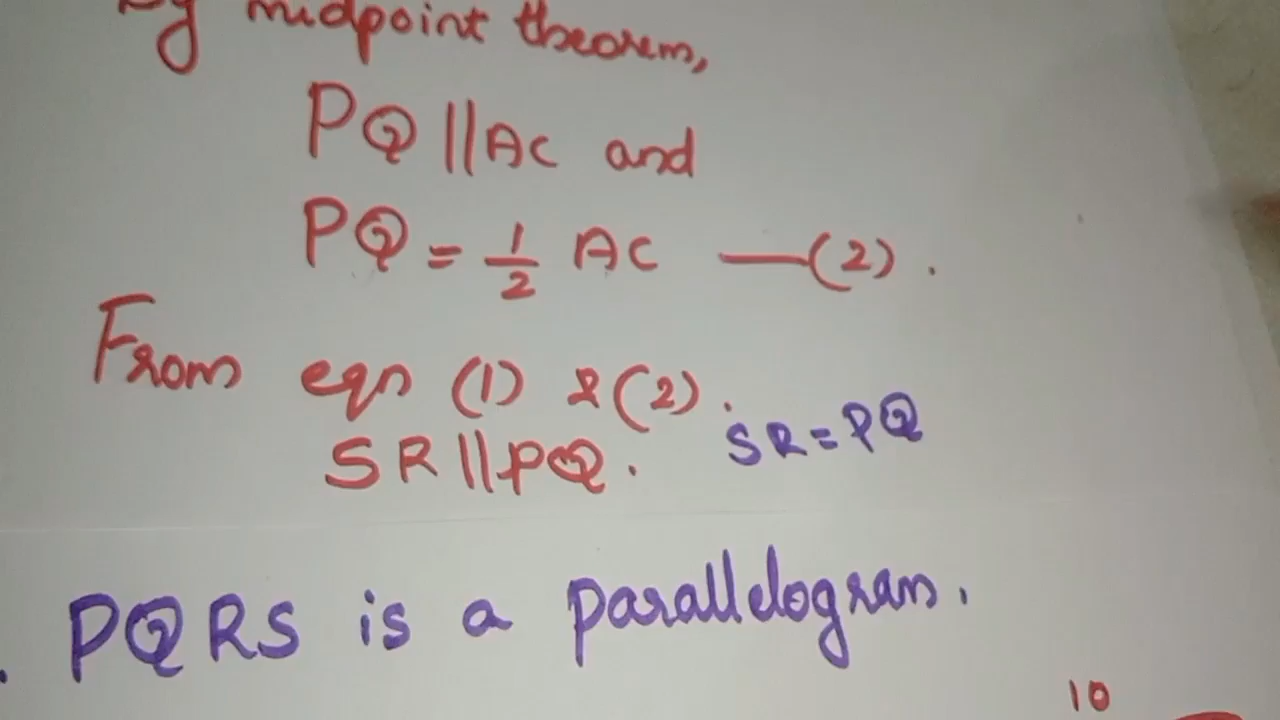 By midpoint theorem,
PQ || AC and
PQ = 1/2 AC —(2).
From eqn (1) & (2).
SR || PQ. SR = PQ
. PQRS is a parallelogram.
10